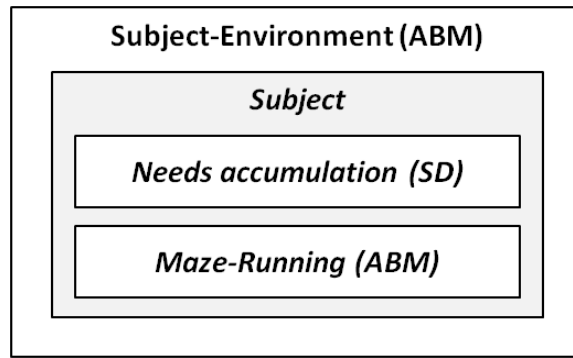 Subject-Environment (ABM)
Subject
Needs accumulation (SD)
Maze-Running (ABM)